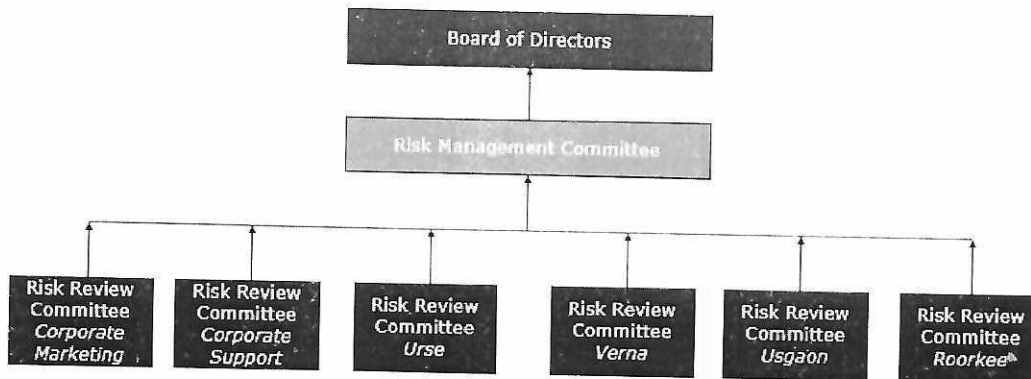 Board of Directors
Risk Management Committee
Risk Review
Committee
Corporate
Marketing
Risk Review
Committee
Corporate
Support
Risk Review
Committee
Urse
Risk Review
Committee
Verna
Risk Review
Committee
Usgaon
Risk Review
Committee
Roorkee